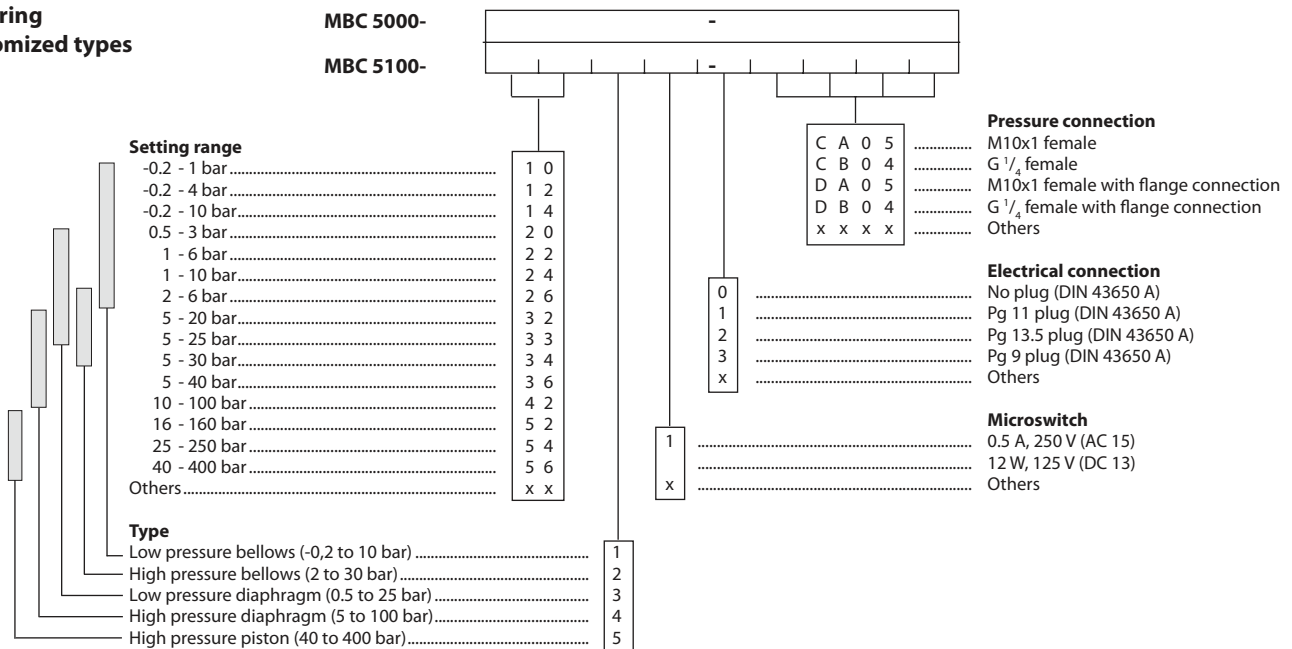 ring
omized types
MBC 5000-
-
MBC 5100-
-
Setting range
-0.2 - 1 bar 1 0
-0.2 - 4 bar 1 2
-0.2 - 10 bar 1 4
0.5 - 3 bar 2 0
1 - 6 bar 2 2
1 - 10 bar 2 4
2 - 6 bar 2 6
5 - 20 bar 3 2
5 - 25 bar 3 3
5 - 30 bar 3 4
5 - 40 bar 3 6
10 - 100 bar 4 2
16 - 160 bar 5 2
25 - 250 bar 5 4
40 - 400 bar 5 6
Others x x
Type
Low pressure bellows (-0,2 to 10 bar) 1
High pressure bellows (2 to 30 bar) 2
Low pressure diaphragm (0.5 to 25 bar) 3
High pressure diaphragm (5 to 100 bar) 4
High pressure piston (40 to 400 bar) 5
Pressure connection
C A 0 5 M10x1 female
C B 0 4 G 1/4 female
D A 0 5 M10x1 female with flange connection
D B 0 4 G 1/4 female with flange connection
x x x x Others
Electrical connection
0 No plug (DIN 43650 A)
1 Pg 11 plug (DIN 43650 A)
2 Pg 13.5 plug (DIN 43650 A)
3 Pg 9 plug (DIN 43650 A)
x Others
Microswitch
1 0.5 A, 250 V (AC 15)
12 W, 125 V (DC 13)
x Others